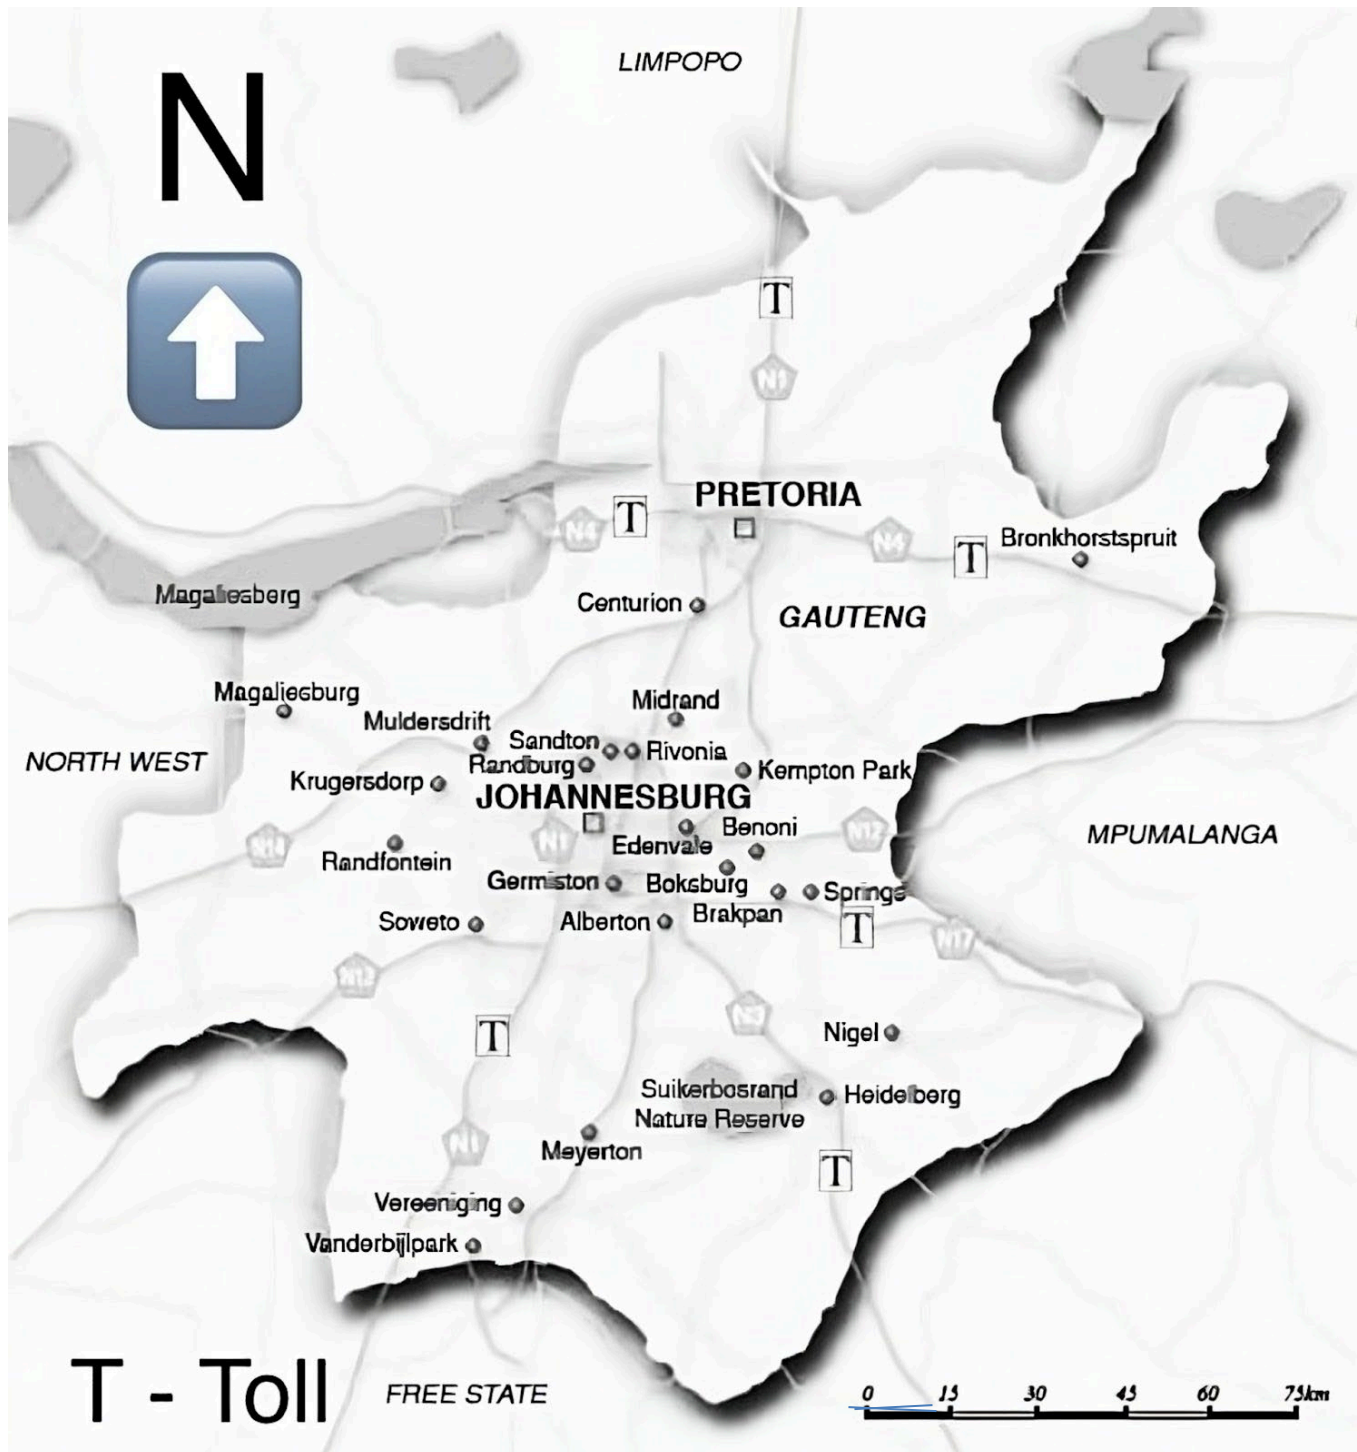 LIMPOPO
N
T
N1
PRETORIA
T
N4
N4
T
Bronkhorstspruit
Magaliesberg
Centurion
GAUTENG
Magaliesburg
Midrand
Muldersdrift
Sandton
Rivonia
NORTH WEST
Randburg
Kempton Park
Krugersdorp
JOHANNESBURG
Benoni
N12
MPUMALANGA
N14
N1
Edenvale
Randfontein
Germiston
Boksburg
Springs
Soweto
Alberton
Brakpan
T
N17
N12
N3
T
Nigel
Suikerbosrand
Nature Reserve
Heidelberg
N1
Meyerton
T
Vereeniging
Vanderbijlpark
T - Toll
FREE STATE
0 15 30 45 60 75km